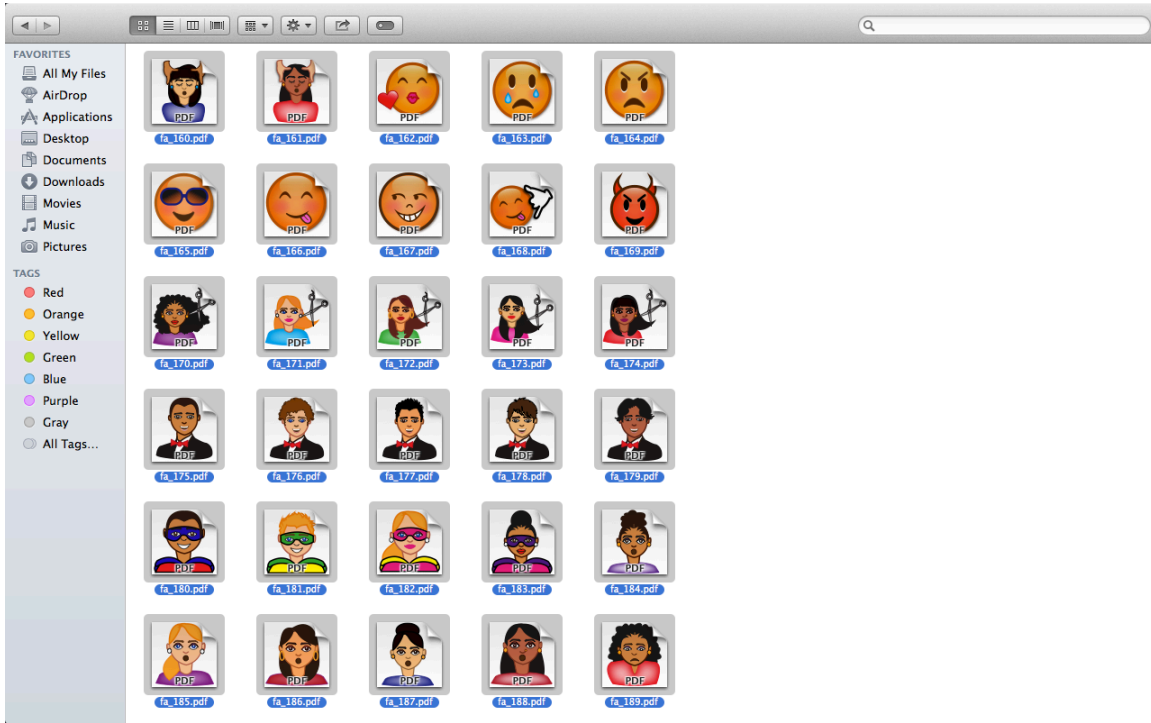 FAVORITES
All My Files
AirDrop
Applications
Desktop
Documents
Downloads
Movies
Music
Pictures
TAGS
Red
Orange
Yellow
Green
Blue
Purple
Gray
All Tags...
PDF PDF PDF PDF PDF
fa_160.pdf fa_161.pdf fa_162.pdf fa_163.pdf fa_164.pdf
PDF PDF PDF PDF PDF
fa_165.pdf fa_166.pdf fa_167.pdf fa_168.pdf fa_169.pdf
PDF PDF PDF PDF PDF
fa_170.pdf fa_171.pdf fa_172.pdf fa_173.pdf fa_174.pdf
PDF PDF PDF PDF PDF
fa_175.pdf fa_176.pdf fa_177.pdf fa_178.pdf fa_179.pdf
PDF PDF PDF PDF PDF
fa_180.pdf fa_181.pdf fa_182.pdf fa_183.pdf fa_184.pdf
PDF PDF PDF PDF PDF
fa_185.pdf fa_186.pdf fa_187.pdf fa_188.pdf fa_189.pdf